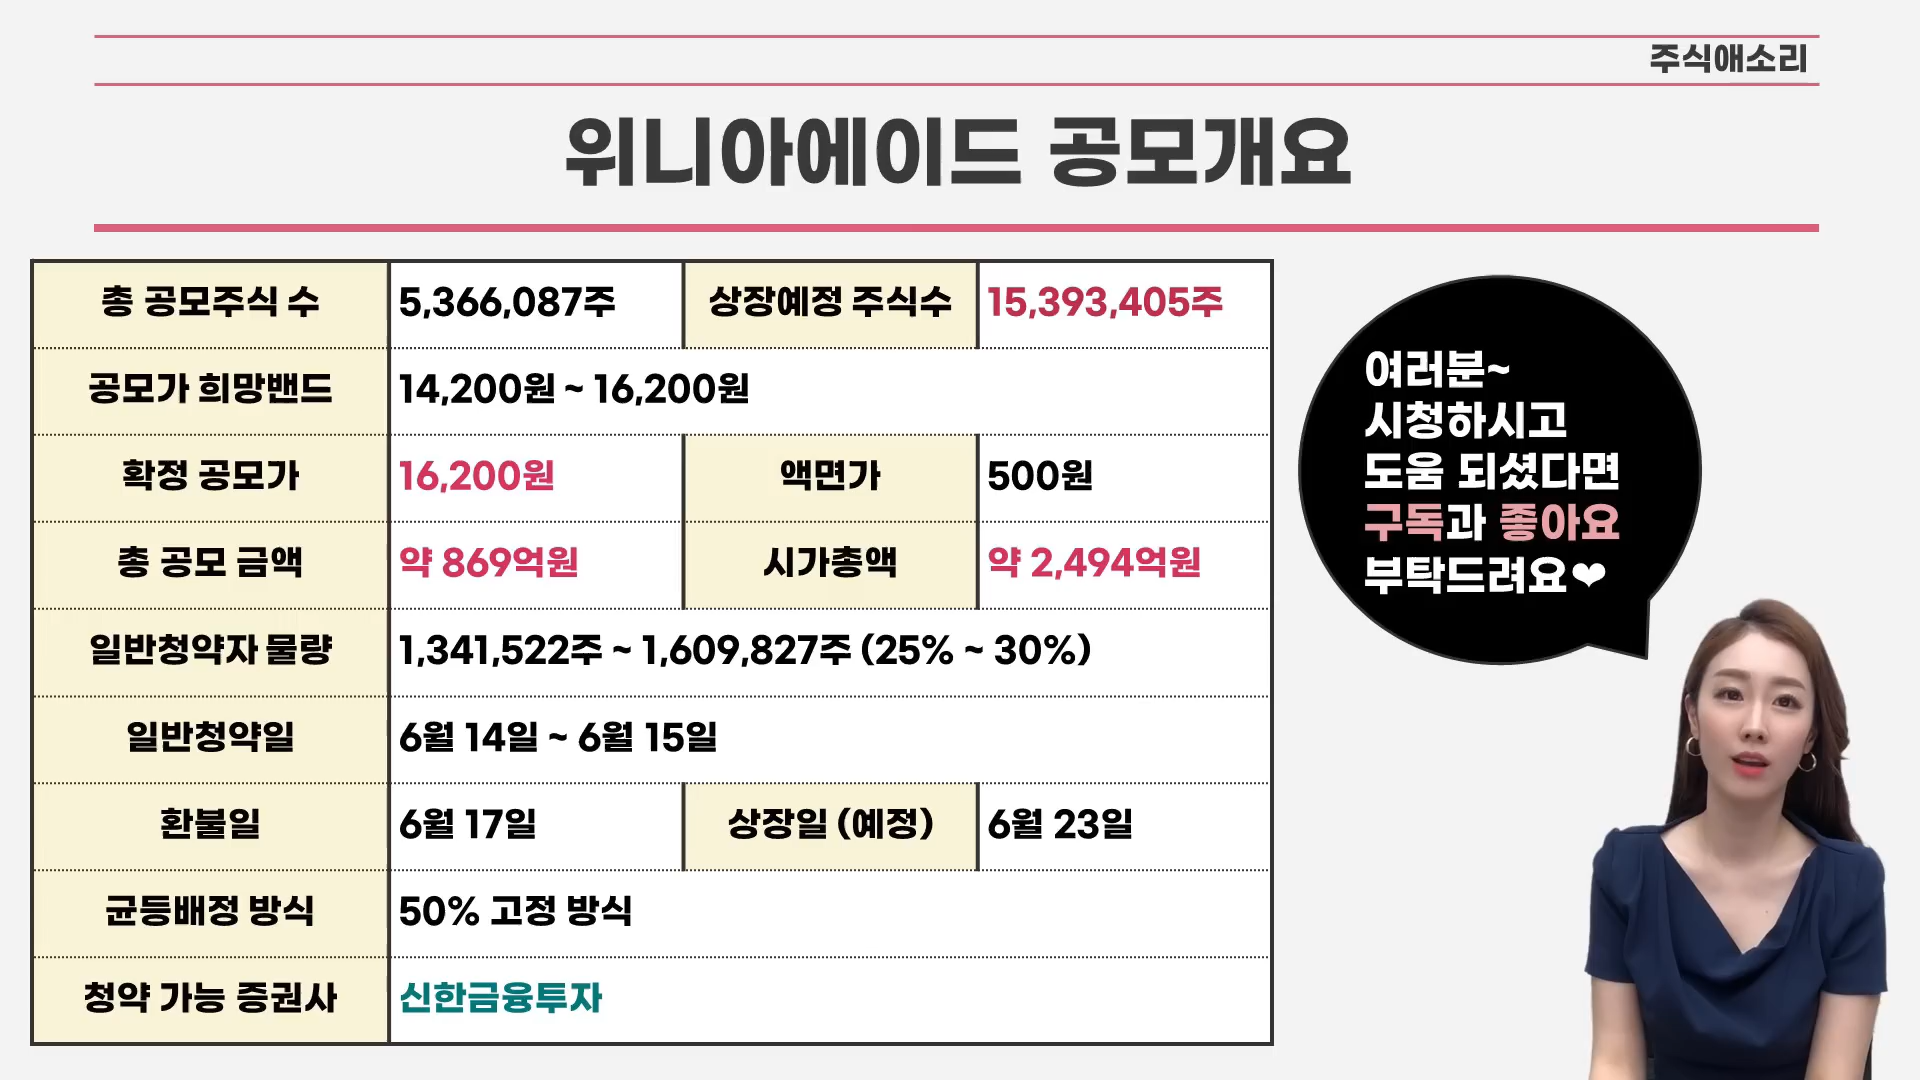 주식애소리
위니아에이드 공모개요
총 공모주식 수 5,366,087주 상장예정 주식수 15,393,405주
공모가 희망밴드 14,200원 ~ 16,200원
확정 공모가 16,200원 액면가 500원
총 공모 금액 약 869억원 시가총액 약 2,494억원
일반청약자 물량 1,341,522주 ~ 1,609,827주 (25% ~ 30%)
일반청약일 6월 14일 ~ 6월 15일
환불일 6월 17일 상장일 (예정) 6월 23일
균등배정 방식 50% 고정 방식
청약 가능 증권사 신한금융투자
여러분~
시청하시고
도움 되셨다면
구독과 좋아요
부탁드려요❤